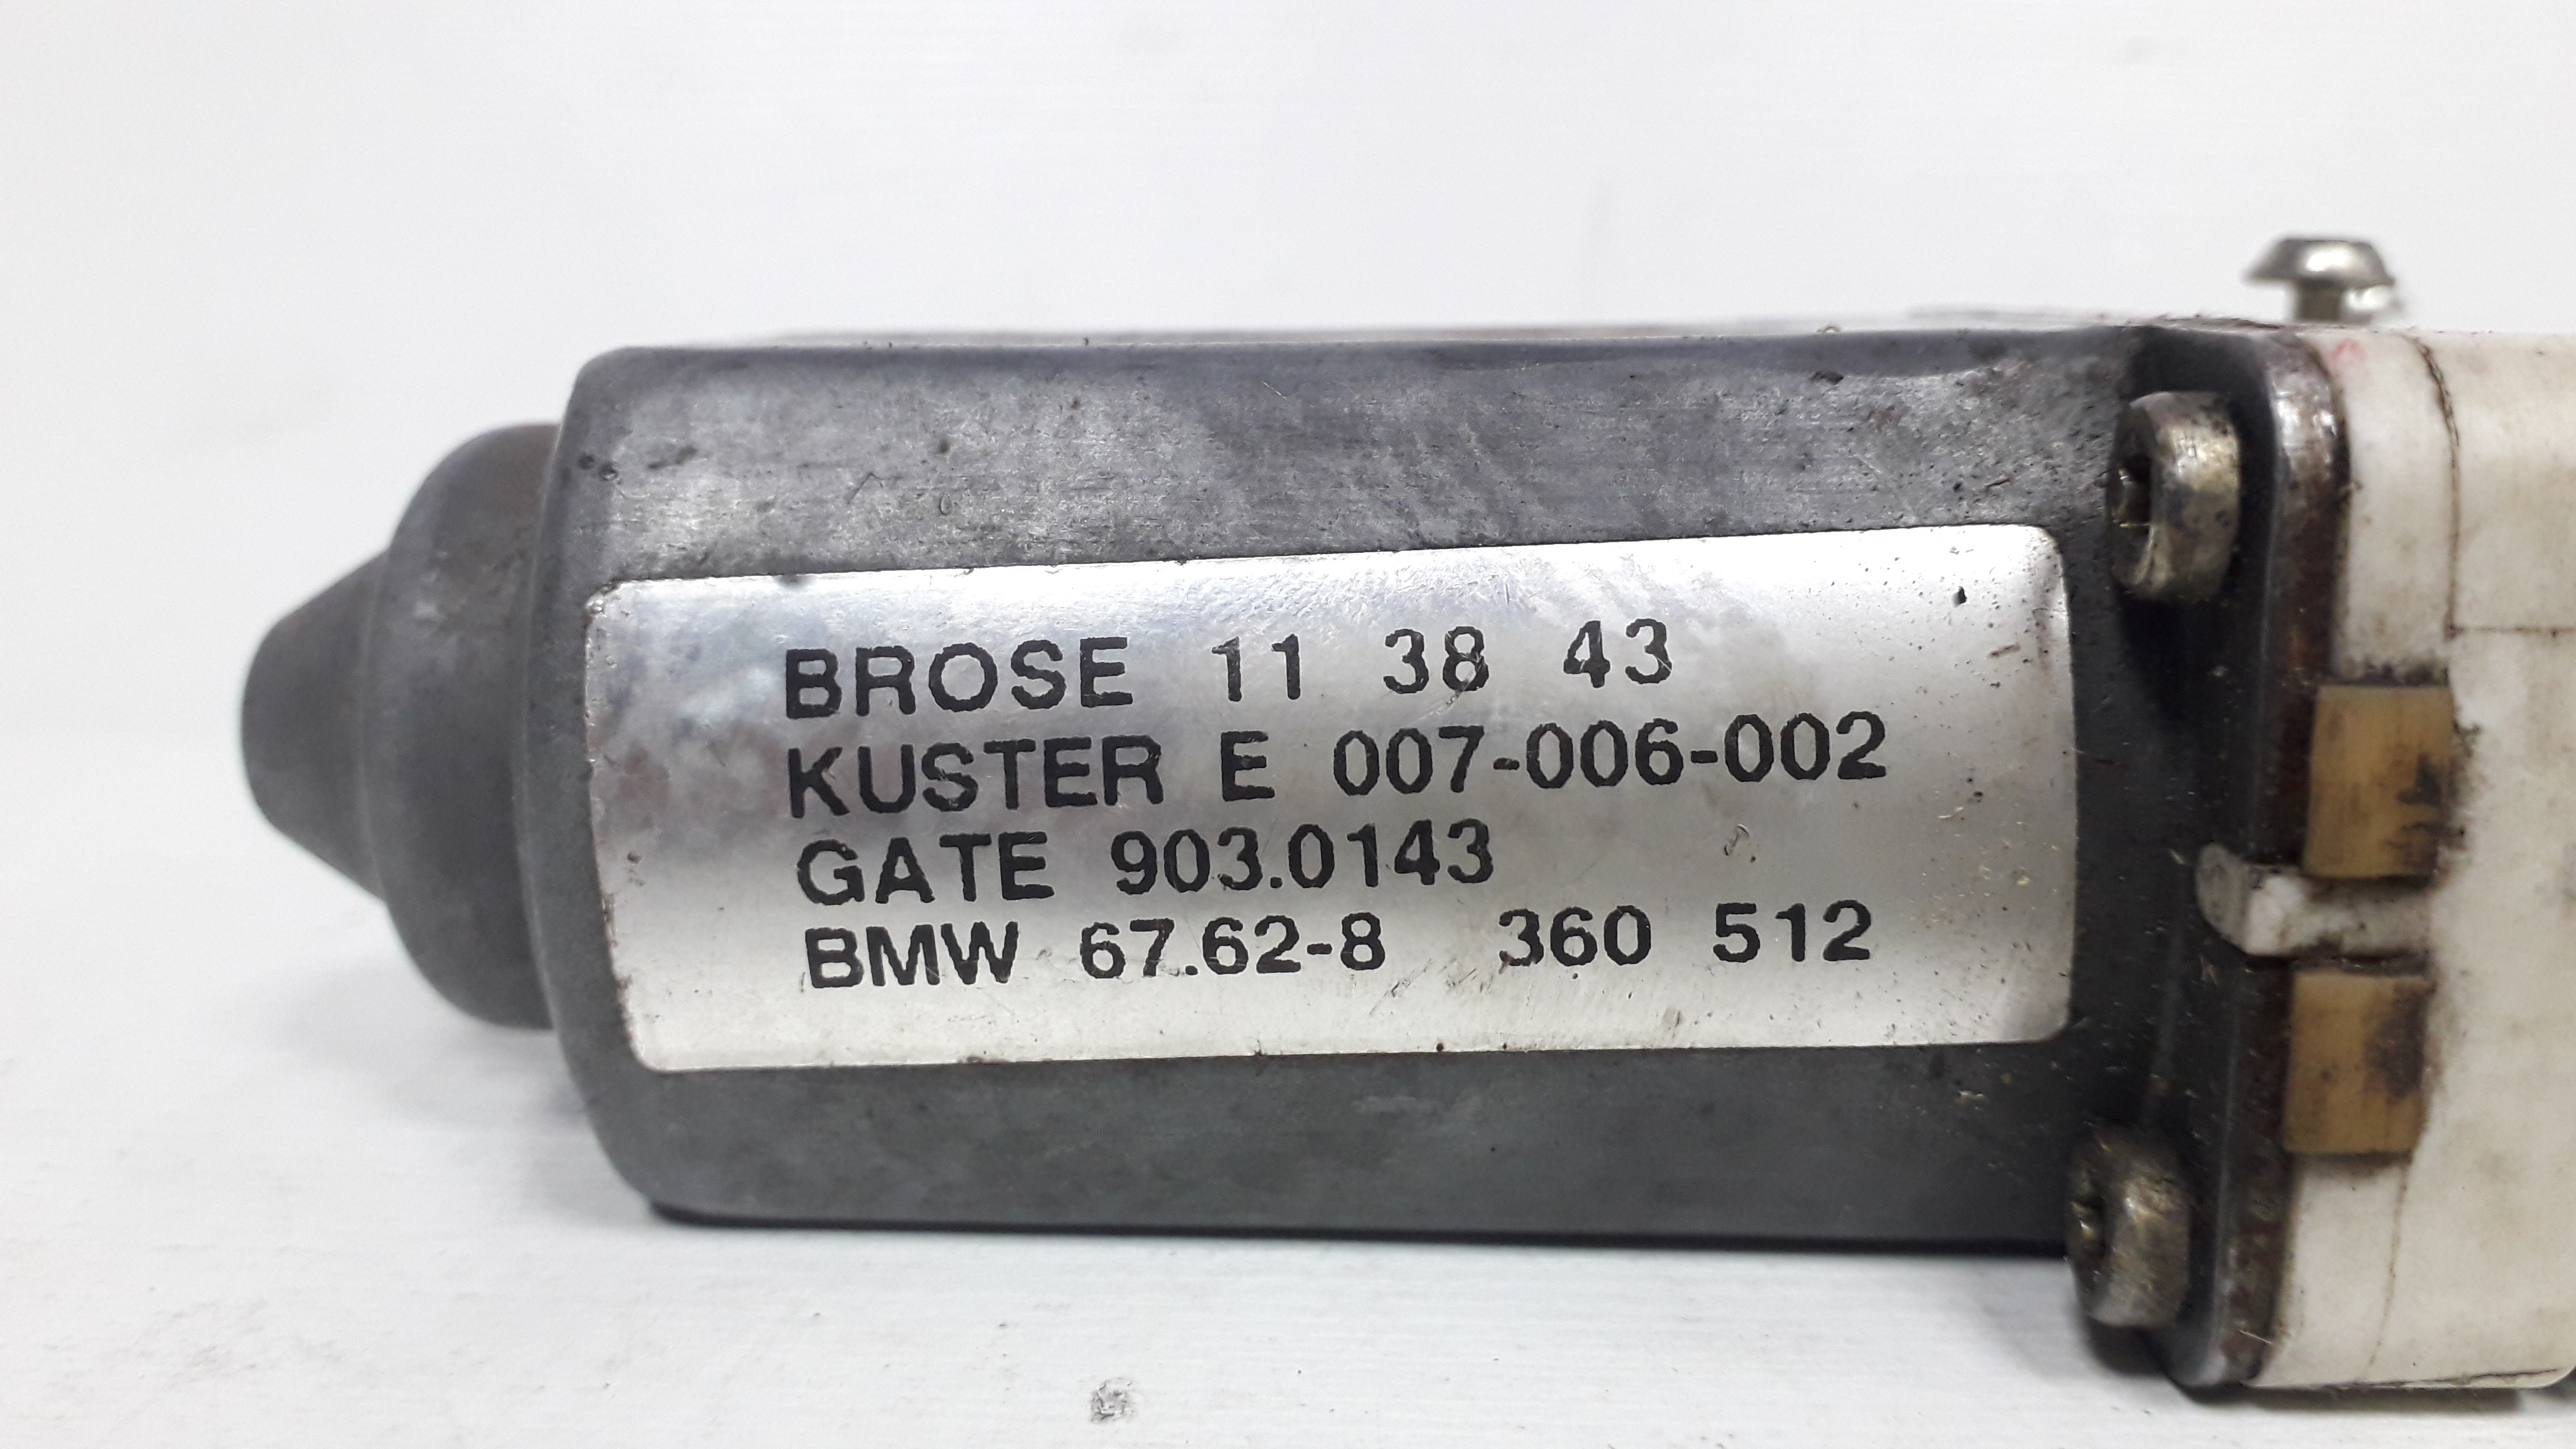 BROSE 11 38 43
KUSTER E 007-006-002
GATE 903.0143
BMW 67.62-8 360 512